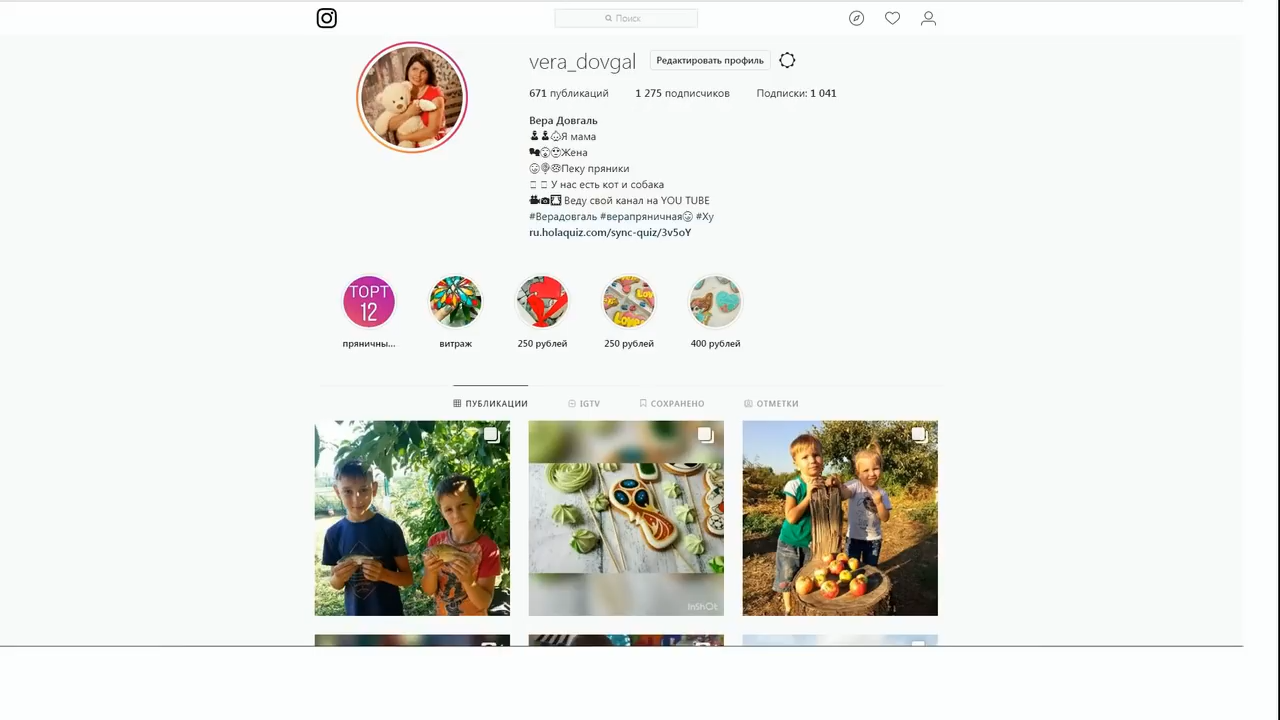 Поиск
vera_dovgal
Редактировать профиль
671 публикаций
1 275 подписчиков
Подписки: 1 041
Вера Довгаль
Я мама
Жена
Пеку пряники
У нас есть кот и собака
Веду свой канал на YOU TUBE
#Верадовгаль #верапряничная #Ху
ru.holaquiz.com/sync-quiz/3v5oY
ТОРТ
12
Love
Love
пряничны...
витраж
250 рублей
250 рублей
400 рублей
ПУБЛИКАЦИИ
IGTV
СОХРАНЕНО
ОТМЕТКИ
InShOt